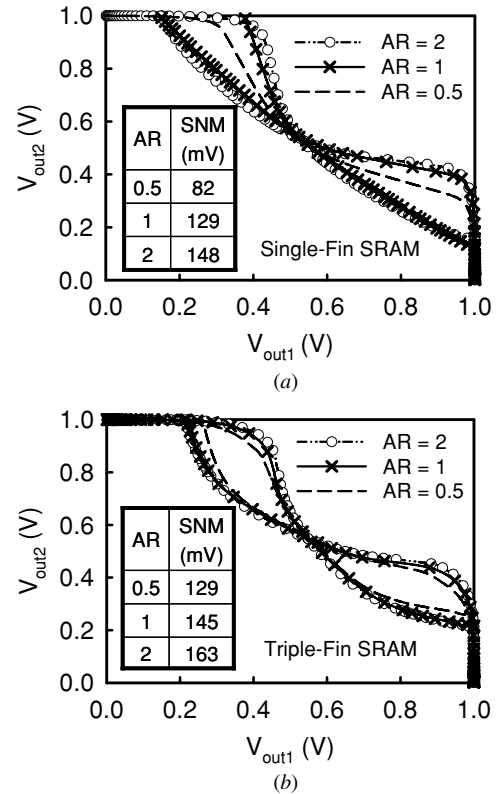 1.0
0.8
0.6
0.4
0.2
0.0
V_out2 (V)
AR = 2
AR = 1
AR = 0.5
AR SNM (mV)
0.5 82
1 129
2 148
Single-Fin SRAM
0.0 0.2 0.4 0.6 0.8 1.0
V_out1 (V)
(a)
1.0
0.8
0.6
0.4
0.2
0.0
V_out2 (V)
AR = 2
AR = 1
AR = 0.5
AR SNM (mV)
0.5 129
1 145
2 163
Triple-Fin SRAM
0.0 0.2 0.4 0.6 0.8 1.0
V_out1 (V)
(b)